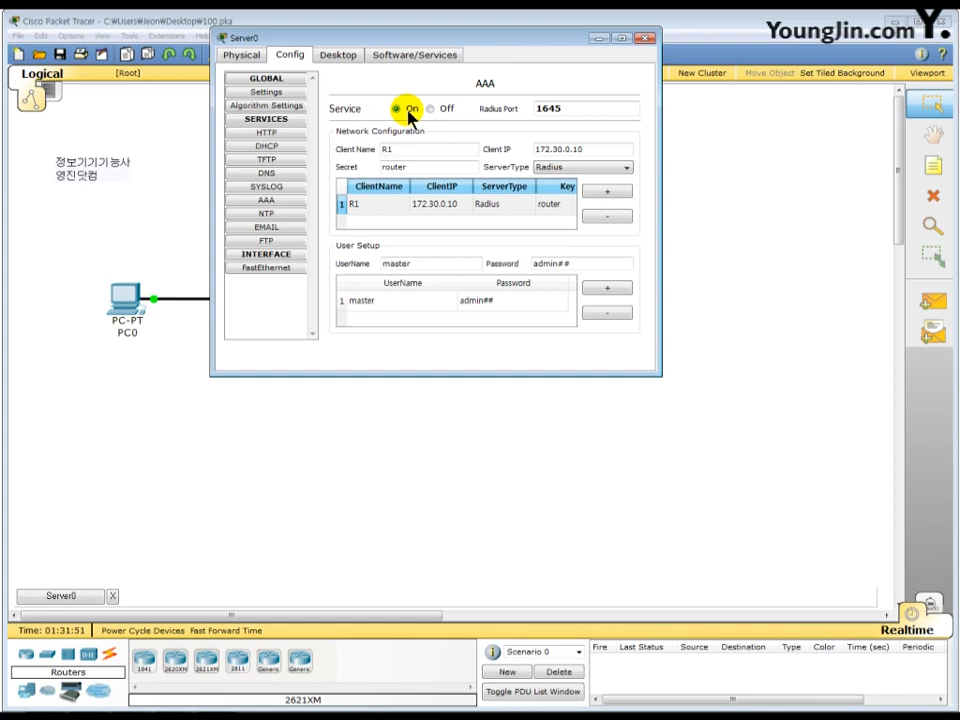 Cisco Packet Tracer - C:\Users\Jeon\Desktop\100.pka
YoungJin.com Y.
File Edit Options View Tools Extensions Help
Logical
[Root]
New Cluster
Move Object
Set Tiled Background
Viewport
Server0
Physical
Config
Desktop
Software/Services
GLOBAL
Settings
Algorithm Settings
SERVICES
HTTP
DHCP
TFTP
DNS
SYSLOG
AAA
NTP
EMAIL
FTP
INTERFACE
FastEthernet
AAA
Service On Off Radius Port 1645
Network Configuration
Client Name R1 Client IP 172.30.0.10
Secret router ServerType Radius
ClientName ClientIP ServerType Key
1 R1 172.30.0.10 Radius router
+
-
User Setup
UserName master Password admin##
UserName Password
1 master admin##
+
-
정보기기기능사
영진닷컴
PC-PT
PC0
Server0 X
Time: 01:31:51 Power Cycle Devices Fast Forward Time
Realtime
Routers
1841 2620XM 2621XM 2811 Generic Generic
2621XM
Scenario 0
New Delete
Toggle PDU List Window
Fire Last Status Source Destination Type Color Time (sec) Periodic